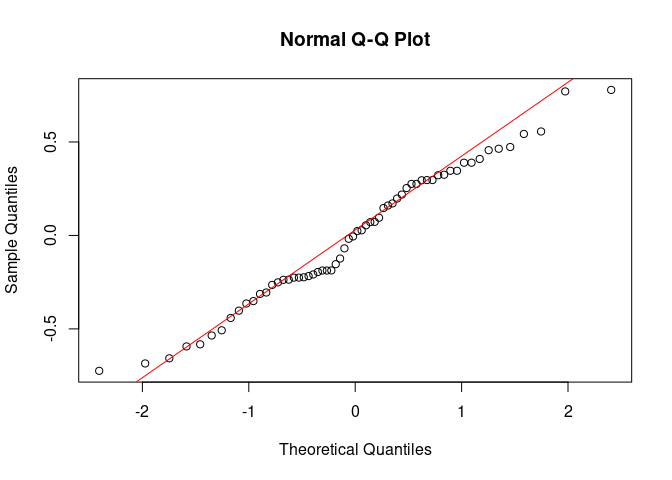 Normal Q-Q Plot
Sample Quantiles
0.5
0.0
-0.5
-2 -1 0 1 2
Theoretical Quantiles